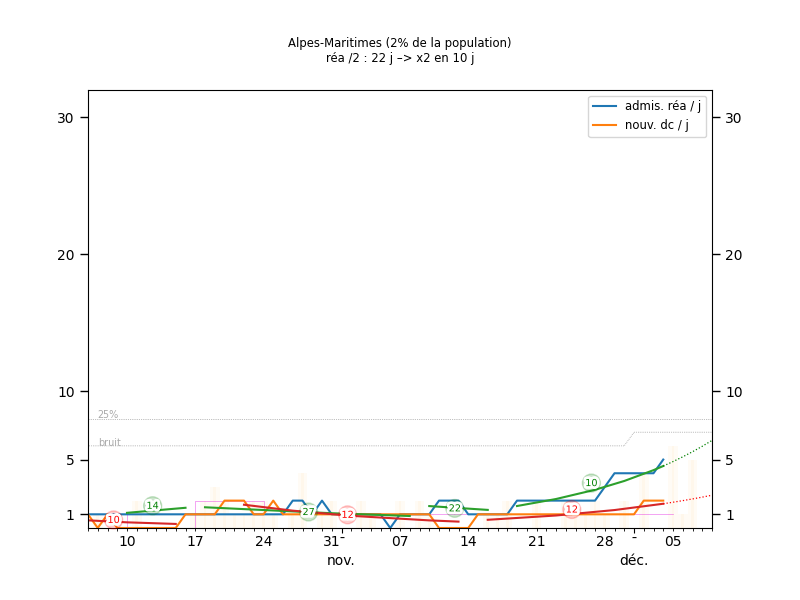 Alpes-Maritimes (2% de la population)
réa /2 : 22 j –> x2 en 10 j
admis. réa / j
nouv. dc / j
30 30
20 20
10 10
25%
bruit
5 5
1 1
10 14 27 12 22 10 12
10 17 24 31 07 14 21 28 05
nov. déc.